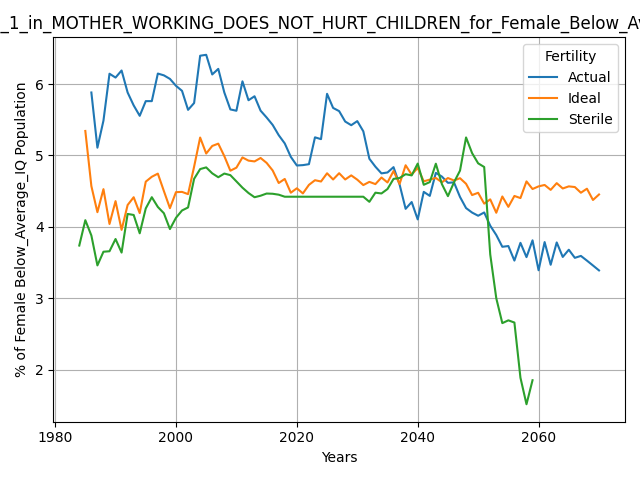 _1_in_MOTHER_WORKING_DOES_NOT_HURT_CHILDREN_for_Female_Below_Av
% of Female Below_Average_IQ Population
6
5
4
3
2
Fertility
Actual
Ideal
Sterile
1980
2000
2020
2040
2060
Years